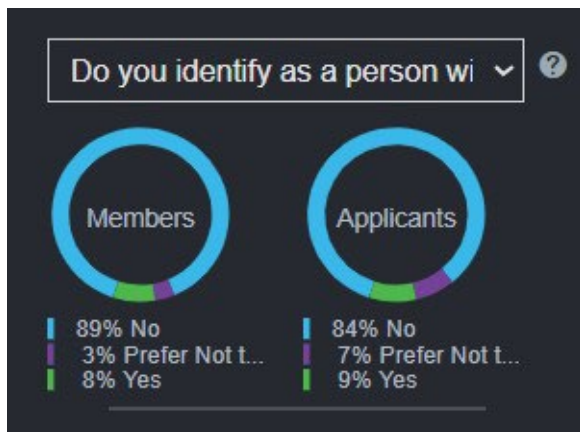 Do you identify as a person wi
?
Members
Applicants
89% No
3% Prefer Not t...
8% Yes
84% No
7% Prefer Not t...
9% Yes